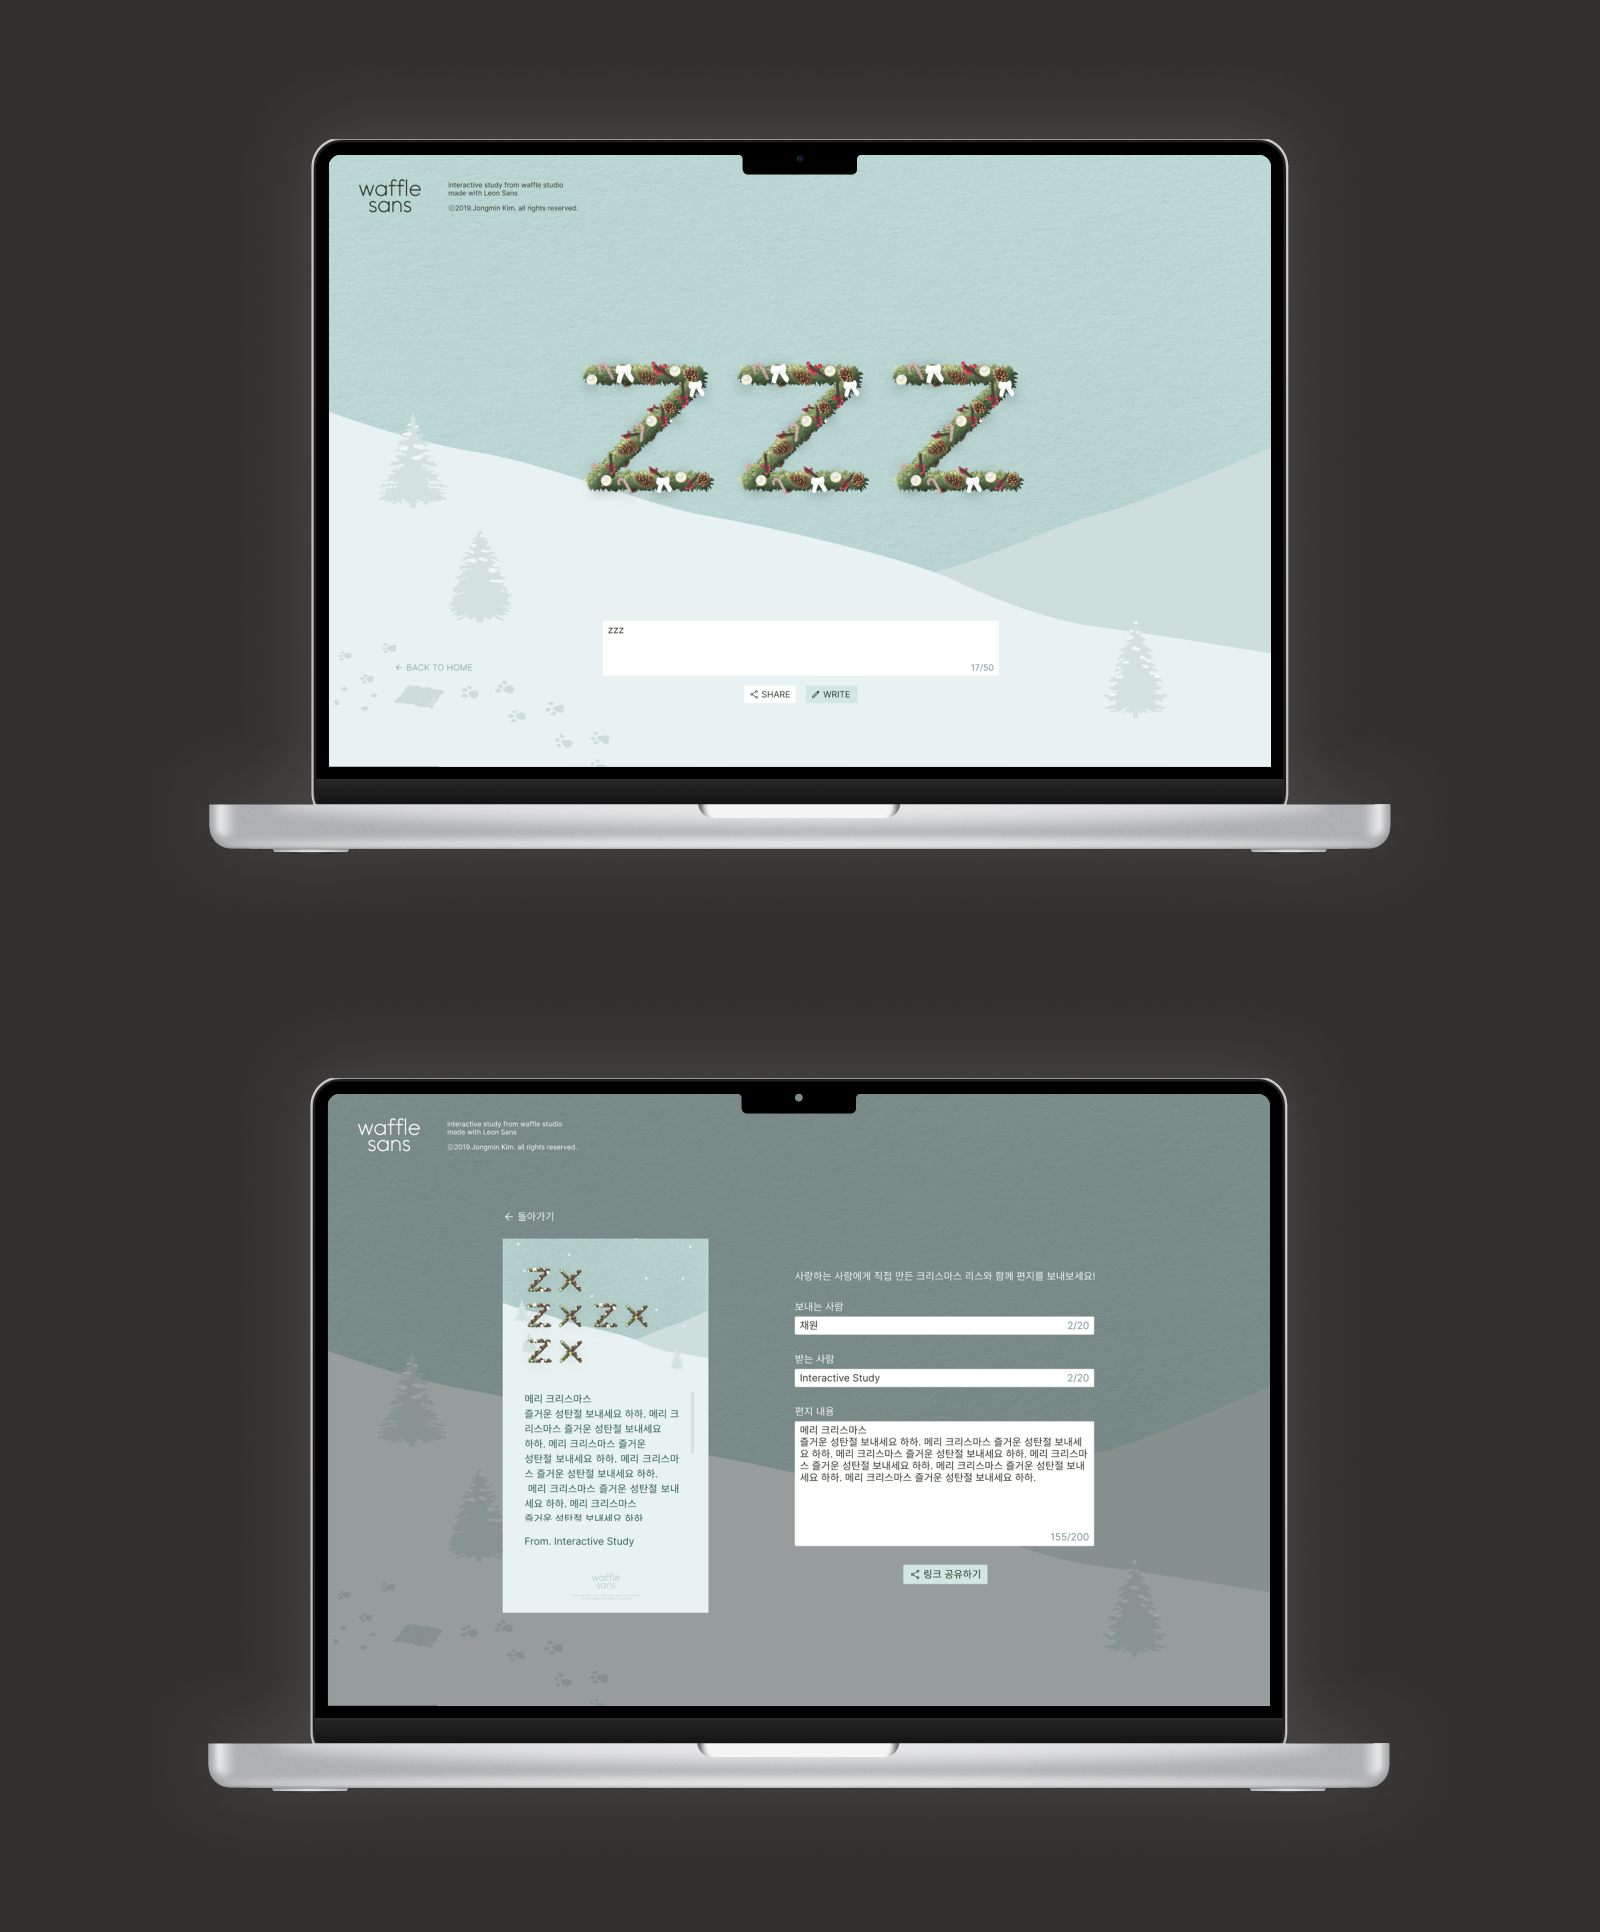 waffle
sans
interactive study from waffle studio
made with Leon Sans
©2019.Jongmin Kim. all rights reserved.
ZZZ
zzz
17/50
← BACK TO HOME
SHARE
WRITE
waffle
sans
interactive study from waffle studio
made with Leon Sans
©2019.Jongmin Kim. all rights reserved.
← 돌아가기
ZX
ZXZX
ZX
메리 크리스마스
즐거운 성탄절 보내세요 하하. 메리 크
리스마스 즐거운 성탄절 보내세요
하하. 메리 크리스마스 즐거운
성탄절 보내세요 하하. 메리 크리스마
스 즐거운 성탄절 보내세요 하하.
메리 크리스마스 즐거운 성탄절 보내
세요 하하. 메리 크리스마스
즐거운 성탄절 보내세요 하하
From. Interactive Study
waffle
sans
사랑하는 사람에게 직접 만든 크리스마스 리스와 함께 편지를 보내보세요!
보내는 사람
채원
2/20
받는 사람
Interactive Study
2/20
편지 내용
메리 크리스마스
즐거운 성탄절 보내세요 하하. 메리 크리스마스 즐거운 성탄절 보내세
요 하하. 메리 크리스마스 즐거운 성탄절 보내세요 하하. 메리 크리스마
스 즐거운 성탄절 보내세요 하하. 메리 크리스마스 즐거운 성탄절 보내
세요 하하. 메리 크리스마스 즐거운 성탄절 보내세요 하하.
155/200
링크 공유하기